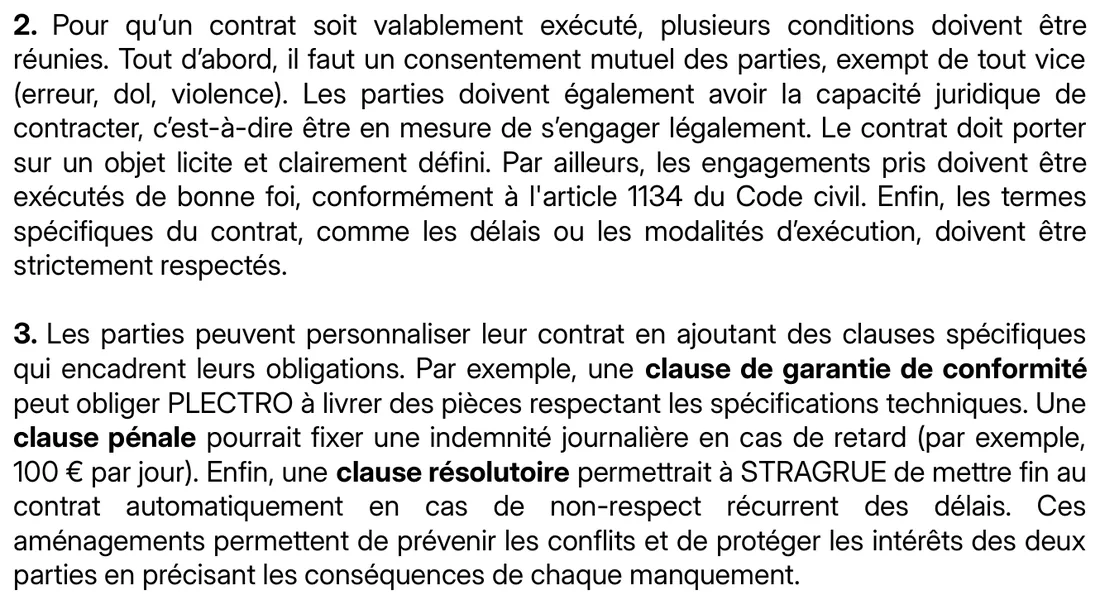 2. Pour qu’un contrat soit valablement exécuté, plusieurs conditions doivent être
réunies. Tout d’abord, il faut un consentement mutuel des parties, exempt de tout vice
(erreur, dol, violence). Les parties doivent également avoir la capacité juridique de
contracter, c’est-à-dire être en mesure de s’engager légalement. Le contrat doit porter
sur un objet licite et clairement défini. Par ailleurs, les engagements pris doivent être
exécutés de bonne foi, conformément à l'article 1134 du Code civil. Enfin, les termes
spécifiques du contrat, comme les délais ou les modalités d’exécution, doivent être
strictement respectés.
3. Les parties peuvent personnaliser leur contrat en ajoutant des clauses spécifiques
qui encadrent leurs obligations. Par exemple, une clause de garantie de conformité
peut obliger PLECTRO à livrer des pièces respectant les spécifications techniques. Une
clause pénale pourrait fixer une indemnité journalière en cas de retard (par exemple,
100 € par jour). Enfin, une clause résolutoire permettrait à STRAGRUE de mettre fin au
contrat automatiquement en cas de non-respect récurrent des délais. Ces
aménagements permettent de prévenir les conflits et de protéger les intérêts des deux
parties en précisant les conséquences de chaque manquement.